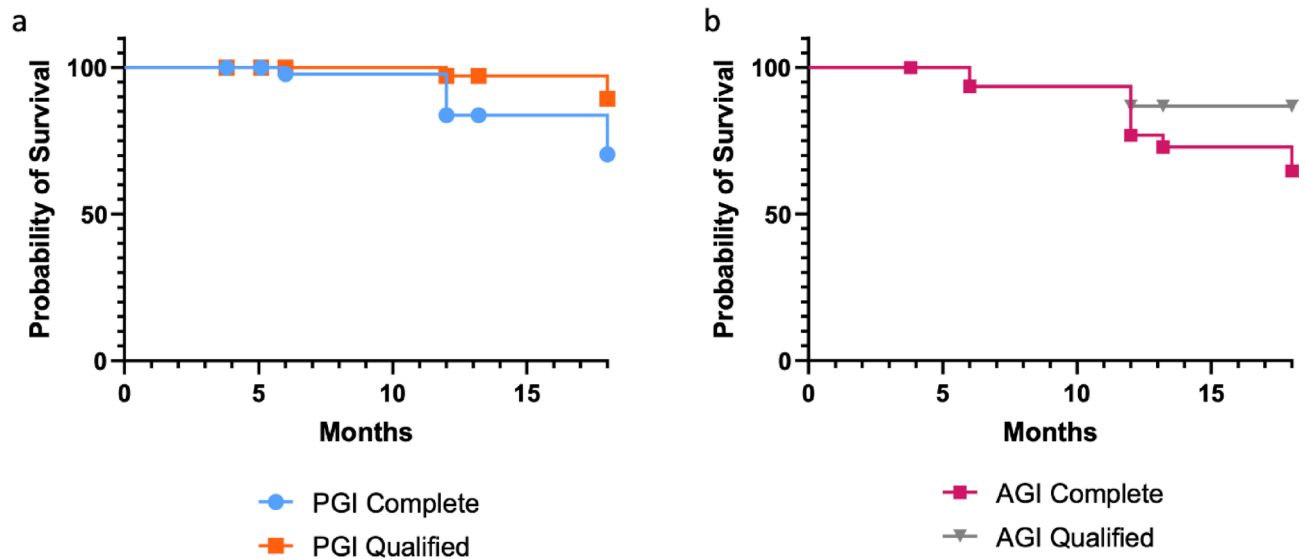 a
Probability of Survival
100
50
0
0 5 10 15
Months
PGI Complete
PGI Qualified
b
Probability of Survival
100
50
0
0 5 10 15
Months
AGI Complete
AGI Qualified